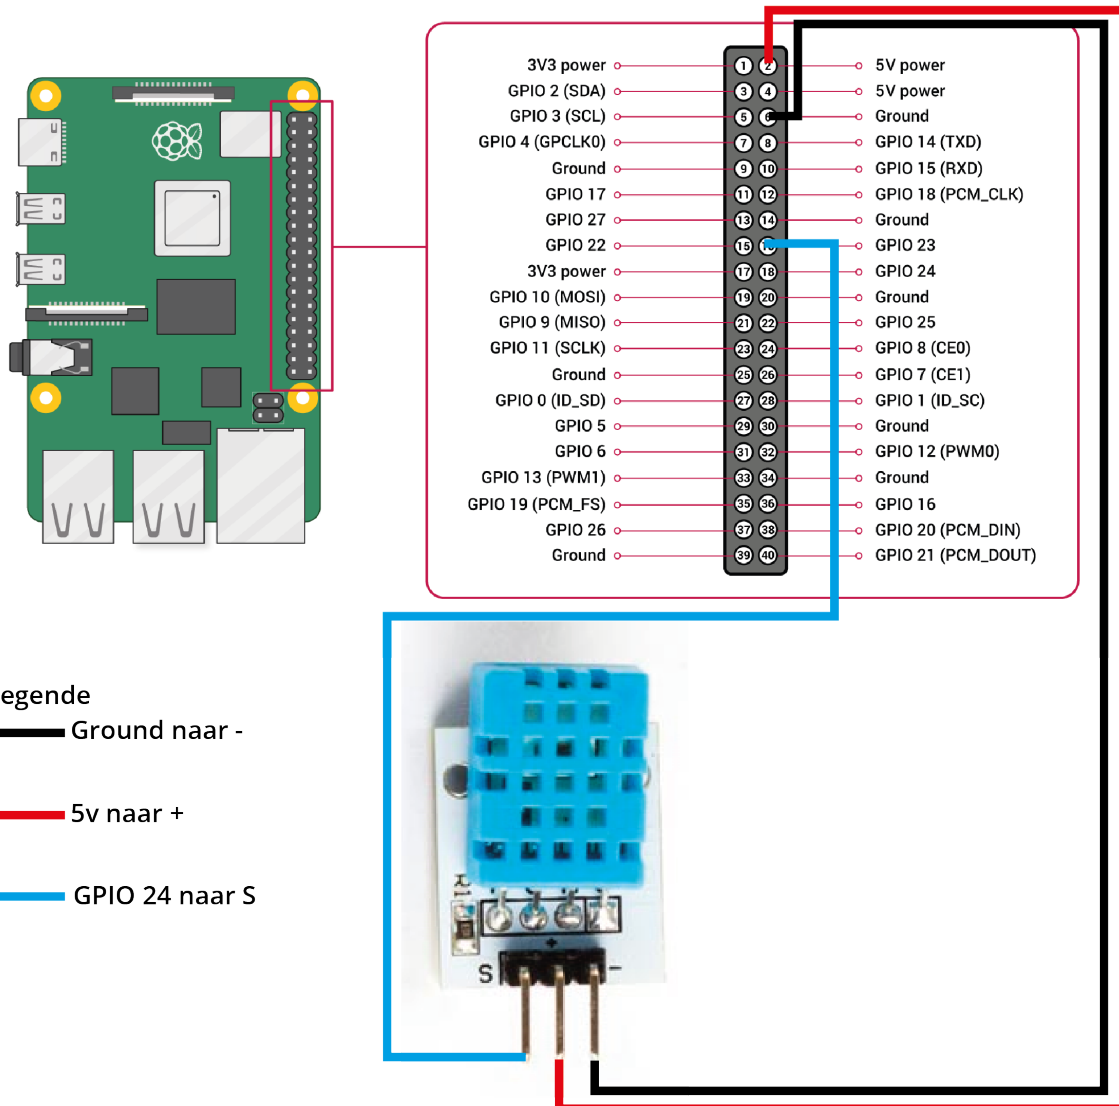 3V3 power 1 2 5V power
GPIO 2 (SDA) 3 4 5V power
GPIO 3 (SCL) 5 6 Ground
GPIO 4 (GPCLK0) 7 8 GPIO 14 (TXD)
Ground 9 10 GPIO 15 (RXD)
GPIO 17 11 12 GPIO 18 (PCM_CLK)
GPIO 27 13 14 Ground
GPIO 22 15 GPIO 23
3V3 power 17 18 GPIO 24
GPIO 10 (MOSI) 19 20 Ground
GPIO 9 (MISO) 21 22 GPIO 25
GPIO 11 (SCLK) 23 24 GPIO 8 (CE0)
Ground 25 26 GPIO 7 (CE1)
GPIO 0 (ID_SD) 27 28 GPIO 1 (ID_SC)
GPIO 5 29 30 Ground
GPIO 6 31 32 GPIO 12 (PWM0)
GPIO 13 (PWM1) 33 34 Ground
GPIO 19 (PCM_FS) 35 36 GPIO 16
GPIO 26 37 38 GPIO 20 (PCM_DIN)
Ground 39 40 GPIO 21 (PCM_DOUT)
egende
Ground naar -
5v naar +
GPIO 24 naar S
R1
+
S -